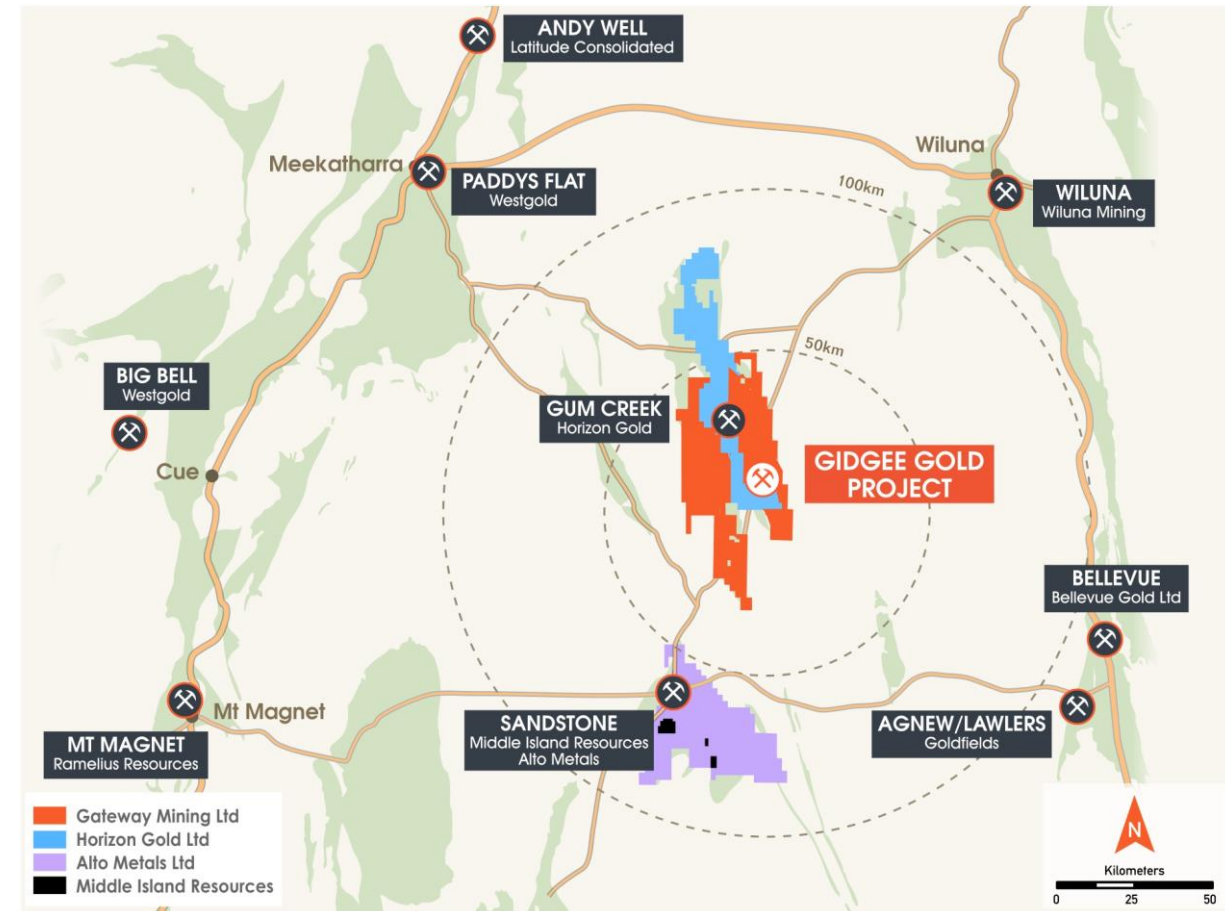 ANDY WELL
Latitude Consolidated
Meekatharra
PADDYS FLAT
Westgold
Wiluna
WILUNA
Wiluna Mining
100km
50km
BIG BELL
Westgold
Cue
GUM CREEK
Horizon Gold
GIDGEE GOLD
PROJECT
BELLEVUE
Bellevue Gold Ltd
Mt Magnet
MT MAGNET
Ramelius Resources
SANDSTONE
Middle Island Resources
Alto Metals
AGNEW/LAWLERS
Goldfields
Gateway Mining Ltd
Horizon Gold Ltd
Alto Metals Ltd
Middle Island Resources
N
Kilometers
0 25 50